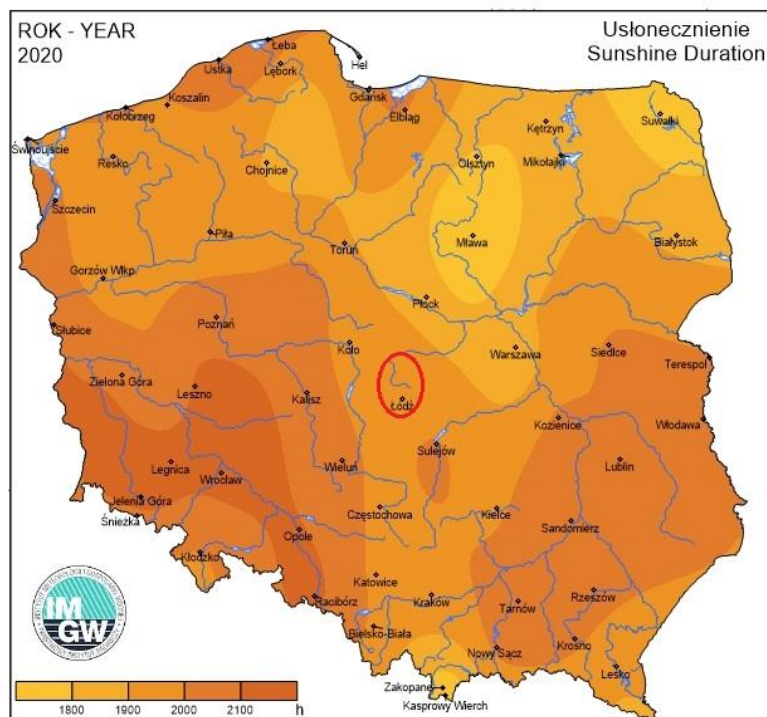 ROK - YEAR
2020
Usłonecznienie
Sunshine Duration
Łeba
Hel
Ustka
Lębork
Gdańsk
Koszalin
Kołobrzeg
Elbląg
Suwałki
Kętrzyn
Świnoujście
Resko
Chojnice
Olsztyn
Mikołajki
Szczecin
Piła
Toruń
Mława
Białystok
Gorzów Wlkp.
Płock
Słubice
Poznań
Koło
Warszawa
Siedlce
Terespol
Zielona Góra
Leszno
Kalisz
Łódź
Kozienice
Włodawa
Sulejów
Legnica
Wrocław
Wieluń
Lublin
Jelenia Góra
Śnieżka
Częstochowa
Kielce
Sandomierz
Opole
Kłodzko
Katowice
Racibórz
Kraków
Tarnów
Rzeszów
Bielsko-Biała
Nowy Sącz
Krosno
Lesko
Zakopane
Kasprowy Wierch
IM
GW
1800 1900 2000 2100 h